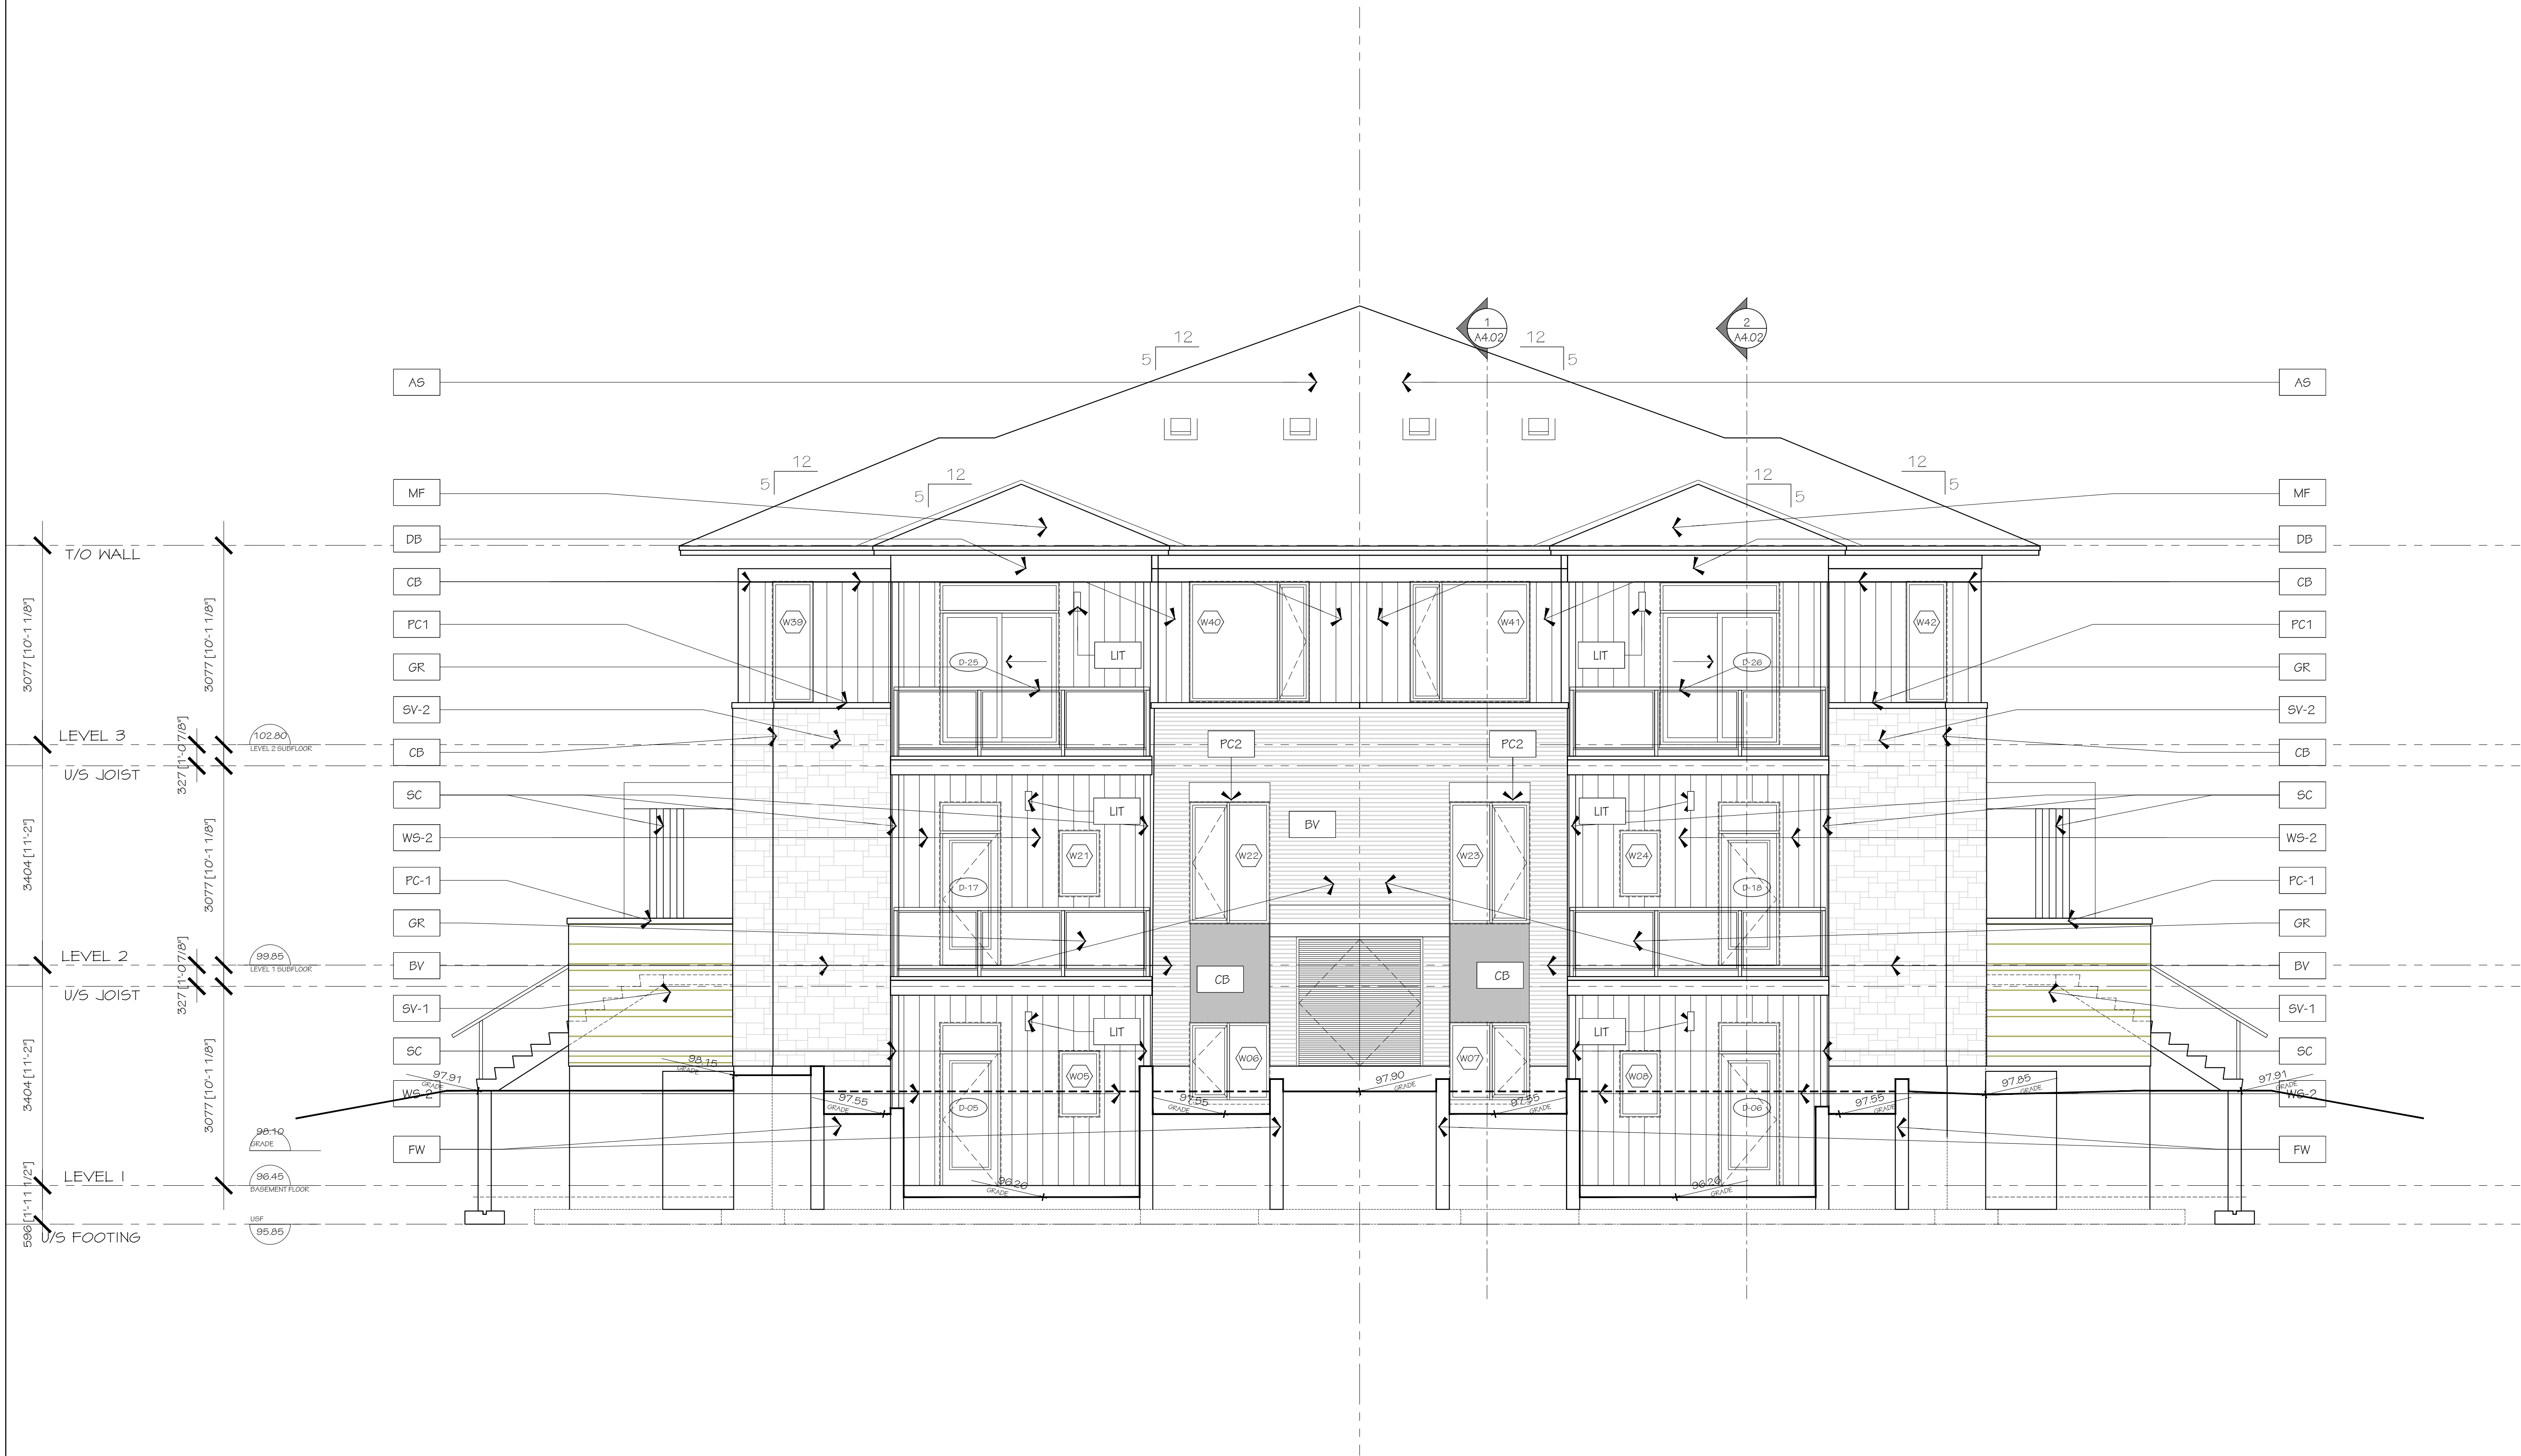 1
A4.02
2
A4.02
12
5
12
5
AS
AS
12
5
12
5
12
5
12
5
MF
MF
DB
DB
T/O WALL
CB
CB
PC1
W39
W40
W41
W42
PC1
3077 [10'-1 1/8"]
3077 [10'-1 1/8"]
GR
D-25
LIT
LIT
D-26
GR
SV-2
SV-2
LEVEL 3
102.80
LEVEL 2 SUBFLOOR
CB
PC2
PC2
CB
327 [1'-0 7/8"]
U/S JOIST
SC
SC
LIT
LIT
BV
WS-2
WS-2
W21
W22
W23
W24
3404 [11'-2"]
3077 [10'-1 1/8"]
PC-1
D-17
D-18
PC-1
GR
GR
LEVEL 2
99.85
LEVEL 1 SUBFLOOR
BV
CB
CB
BV
327 [1'-0 7/8"]
U/S JOIST
SV-1
SV-1
LIT
LIT
SC
SC
W05
W06
W07
W08
98.15
GRADE
97.91
GRADE
97.90
GRADE
97.85
GRADE
97.91
GRADE
WS-2
WS-2
3404 [11'-2"]
3077 [10'-1 1/8"]
97.55
GRADE
D-05
97.55
GRADE
97.55
GRADE
D-06
97.55
GRADE
98.10
GRADE
FW
FW
LEVEL 1
96.45
BASEMENT FLOOR
96.26
GRADE
96.26
GRADE
596 [1'-11 1/2"]
USF
95.85
U/S FOOTING